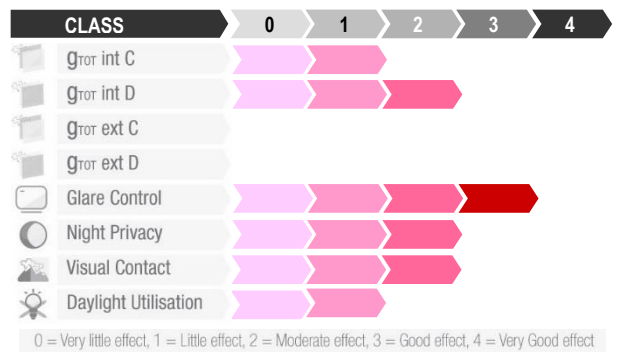 CLASS 0 1 2 3 4
gTOT int C
gTOT int D
gTOT ext C
gTOT ext D
Glare Control
Night Privacy
Visual Contact
Daylight Utilisation
0 = Very little effect, 1 = Little effect, 2 = Moderate effect, 3 = Good effect, 4 = Very Good effect